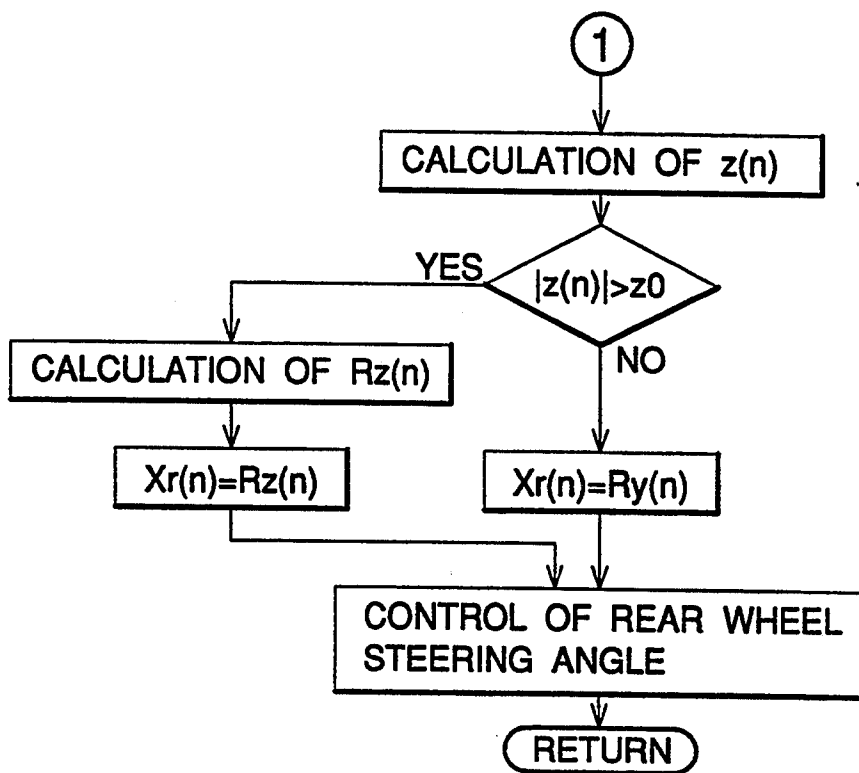 1
CALCULATION OF z(n)
YES
|z(n)|>z0
NO
CALCULATION OF Rz(n)
Xr(n)=Rz(n)
Xr(n)=Ry(n)
CONTROL OF REAR WHEEL
STEERING ANGLE
RETURN